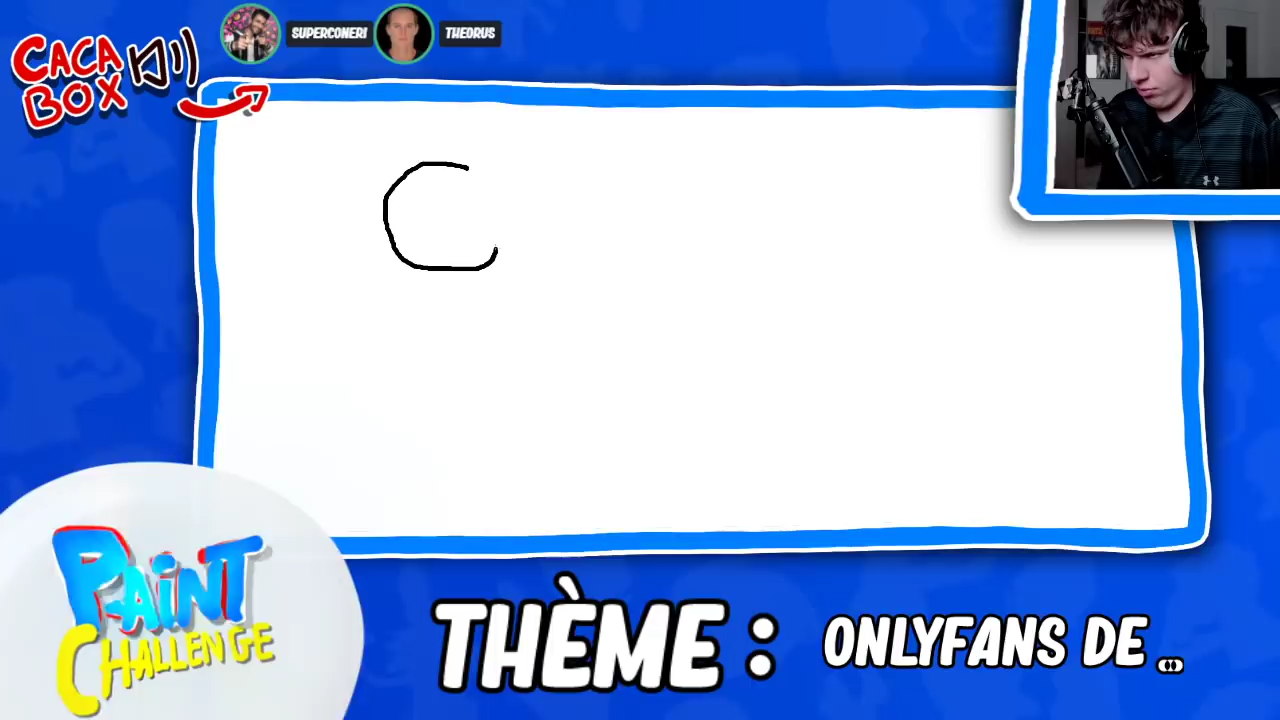 CACA
BOX
SUPERCONERI
THEORUS
PAINT
CHALLENGE
THÈME :
ONLYFANS DE ..